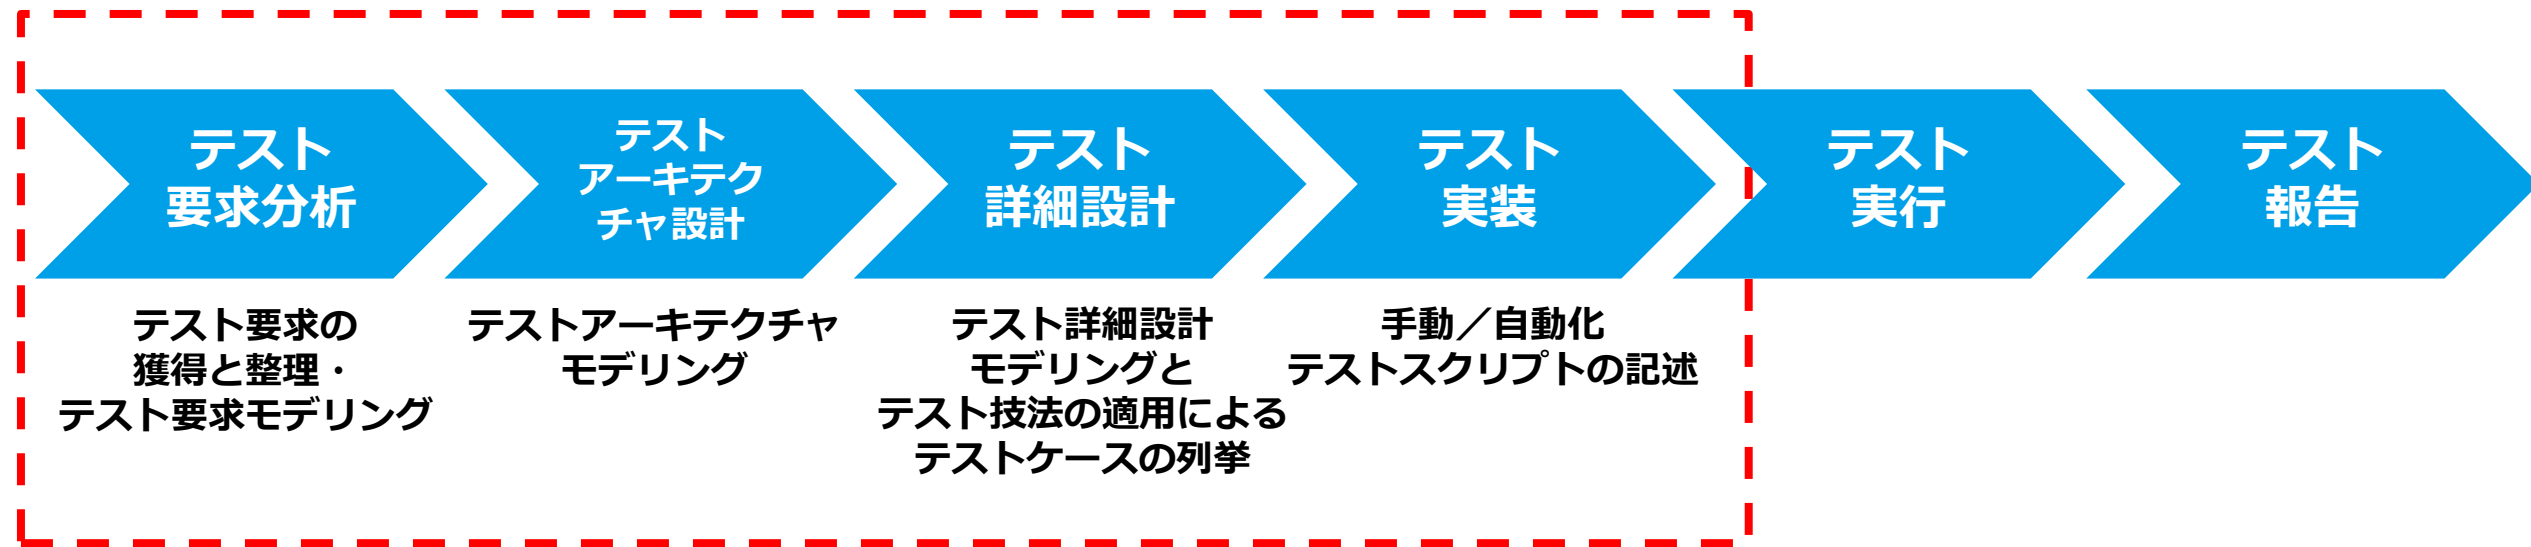 テスト
要求分析
テスト
アーキテク
チャ設計
テスト
詳細設計
テスト
実装
テスト
実行
テスト
報告
テスト要求の
獲得と整理・
テスト要求モデリング
テストアーキテクチャ
モデリング
テスト詳細設計
モデリングと
テスト技法の適用による
テストケースの列挙
手動／自動化
テストスクリプトの記述